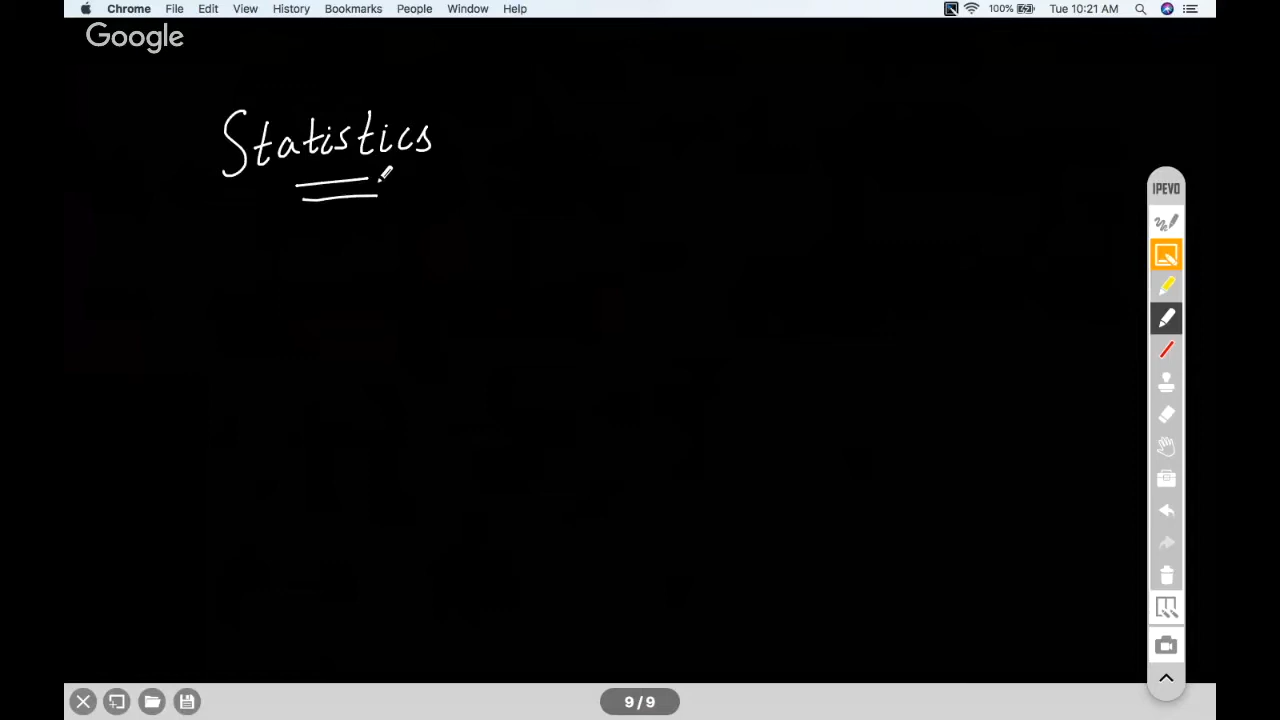 Chrome File Edit View History Bookmarks People Window Help 100% Tue 10:21 AM
Google
Statistics
IPEVO
9/9